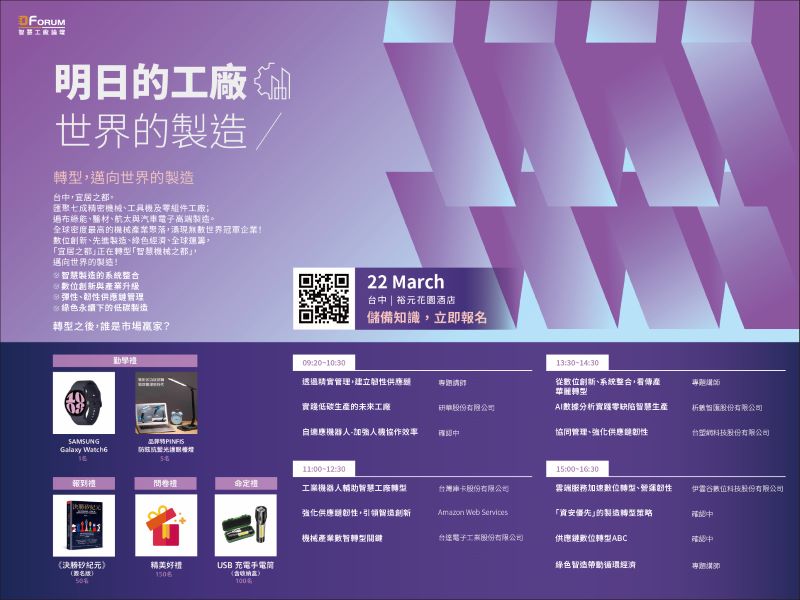 DFORUM
智慧工廠論壇
明日的工廠
世界的製造
轉型，邁向世界的製造
台中，宜居之都。
匯聚七成精密機械、工具機及零組件工廠；
遍布綠能、醫材、航太與汽車電子高端製造。
全球密度最高的機械產業聚落，湧現無數世界冠軍企業！
數位創新、先進製造、綠色經濟、全球運籌，
「宜居之都」正在轉型「智慧機械之都」，
邁向世界的製造！
智慧製造的系統整合
數位創新與產業升級
彈性、韌性供應鏈管理
綠色永續下的低碳製造
轉型之後，誰是市場贏家？
22 March
台中｜裕元花園酒店
儲備知識，立即報名
勤學禮
SAMSUNG
Galaxy Watch6
1名
品評特PINFIS
防眩抗藍光護眼檯燈
5名
報到禮
決勝矽紀元
《決勝矽紀元》
（簽名版）
50名
問卷禮
精美好禮
150名
命定禮
USB 充電手電筒
（含收納盒）
100名
09:20~10:30
透過精實管理，建立韌性供應鏈 專題講師
實踐低碳生產的未來工廠 研華股份有限公司
自適應機器人-加強人機協作效率 確認中
11:00~12:30
工業機器人輔助智慧工廠轉型 台灣庫卡股份有限公司
強化供應鏈韌性，引領智造創新 Amazon Web Services
機械產業數智轉型關鍵 台達電子工業股份有限公司
13:30~14:30
從數位創新、系統整合，看傳產
華麗轉型 專題講師
AI數據分析實踐零缺陷智慧生產 析數智匯股份有限公司
協同管理、強化供應鏈韌性 台塑網科技股份有限公司
15:00~16:30
雲端服務加速數位轉型、營運韌性 伊雲谷數位科技股份有限公司
「資安優先」的製造轉型策略 確認中
供應鏈數位轉型ABC 確認中
綠色智造帶動循環經濟 專題講師